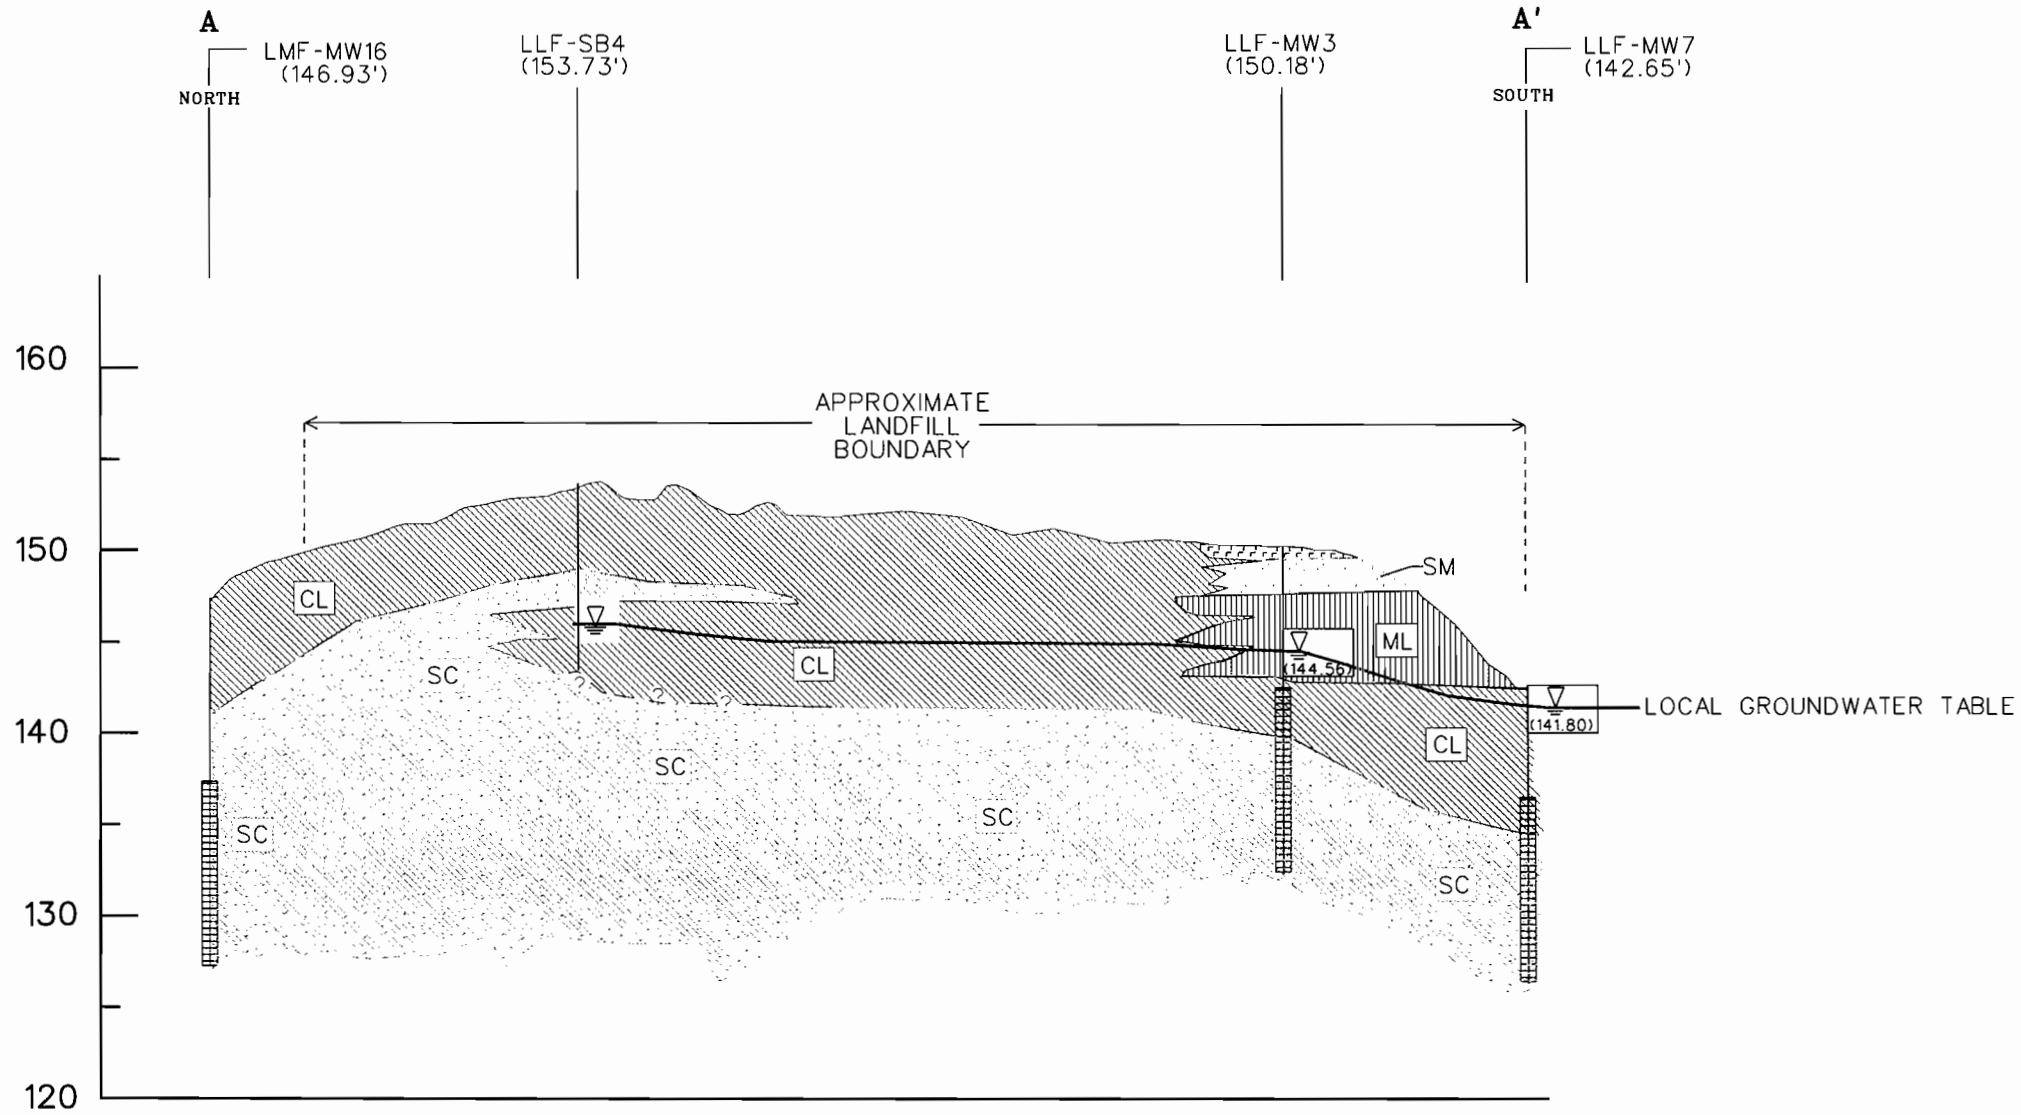 A
LMF-MW16
(146.93')
NORTH
LLF-SB4
(153.73')
LLF-MW3
(150.18')
A'
LLF-MW7
(142.65')
SOUTH
160
APPROXIMATE
LANDFILL
BOUNDARY
150
SM
CL
ML
CL
SC
(144.56)
LOCAL GROUNDWATER TABLE
(141.80)
140
CL
SC
SC
SC
SC
130
120
?
?
?